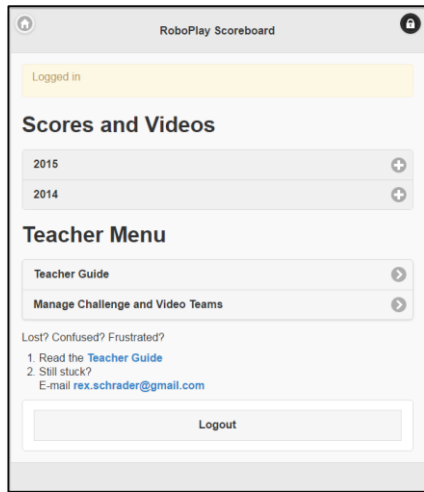 RoboPlay Scoreboard
Logged in
Scores and Videos
2015
2014
Teacher Menu
Teacher Guide
Manage Challenge and Video Teams
Lost? Confused? Frustrated?
1. Read the Teacher Guide
2. Still stuck?
E-mail rex.schrader@gmail.com
Logout